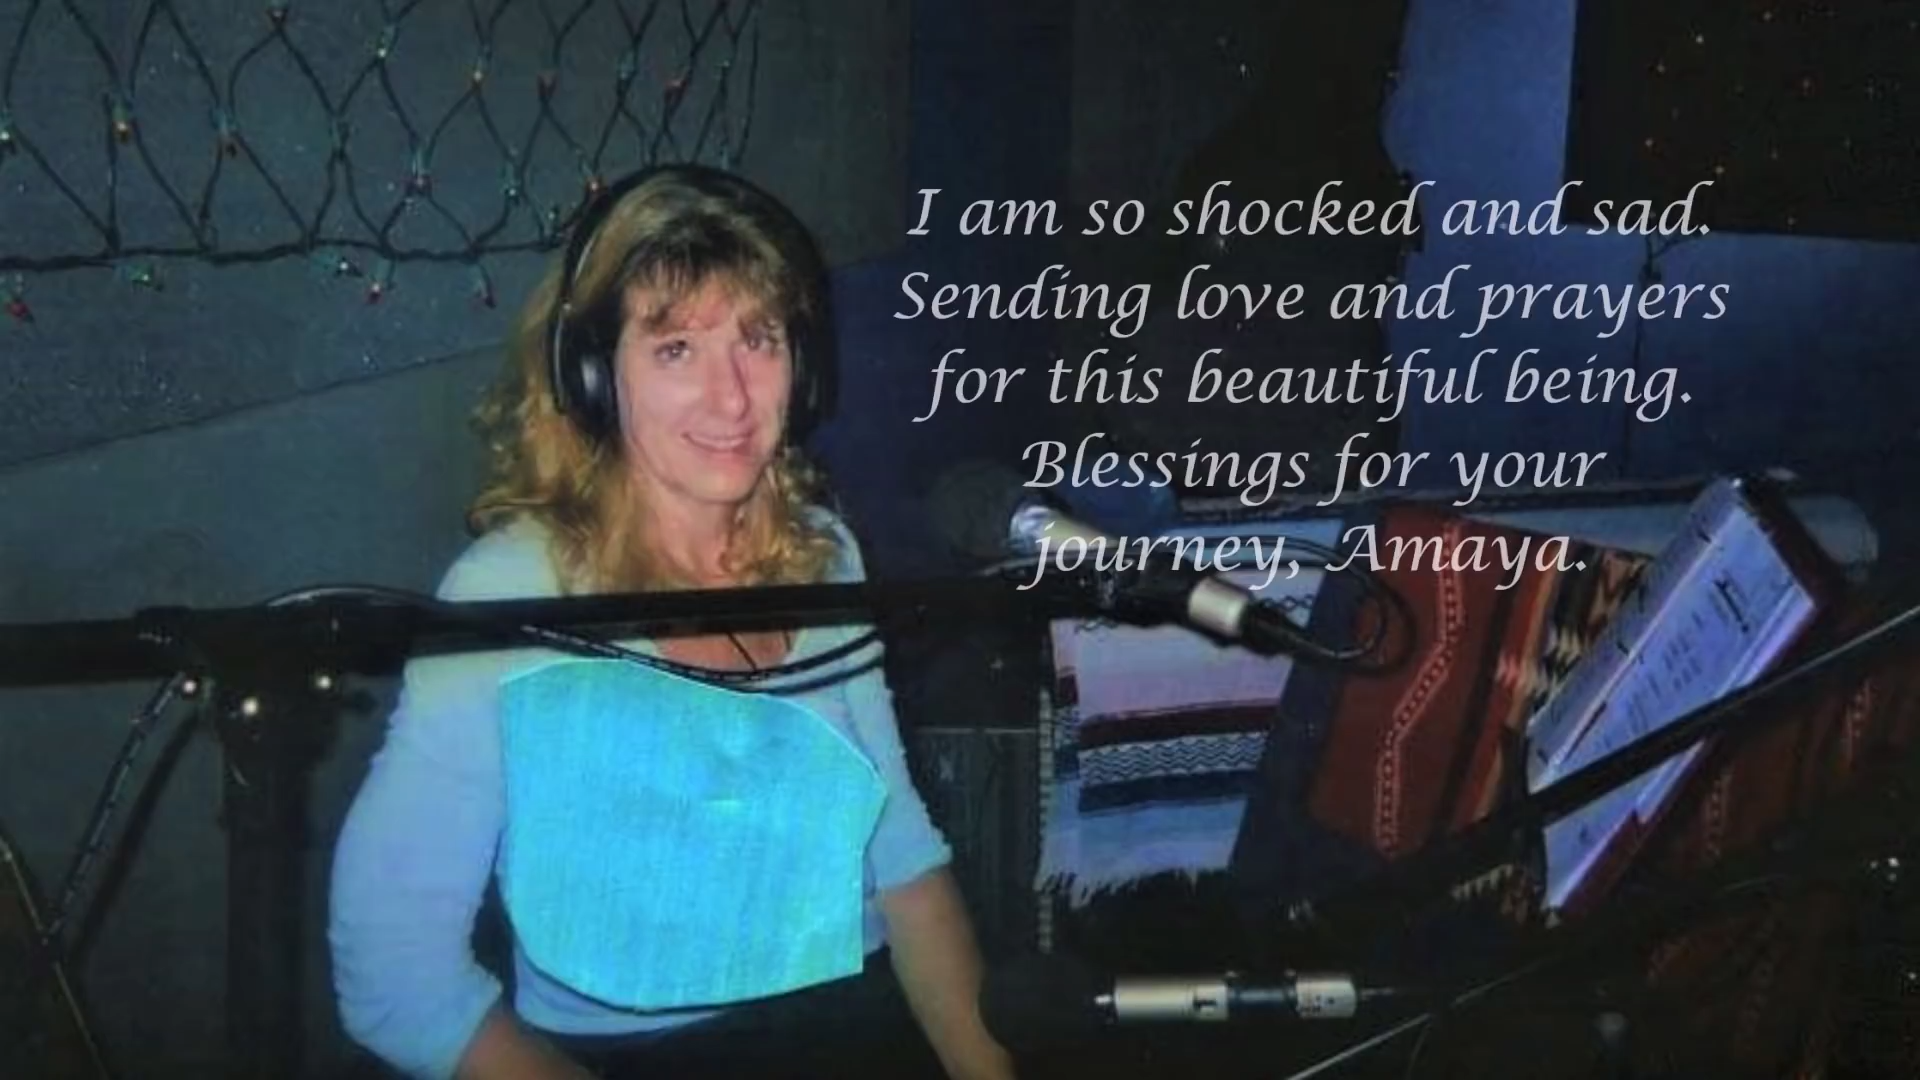 I am so shocked and sad.
Sending love and prayers
for this beautiful being.
Blessings for your
journey, Amaya.